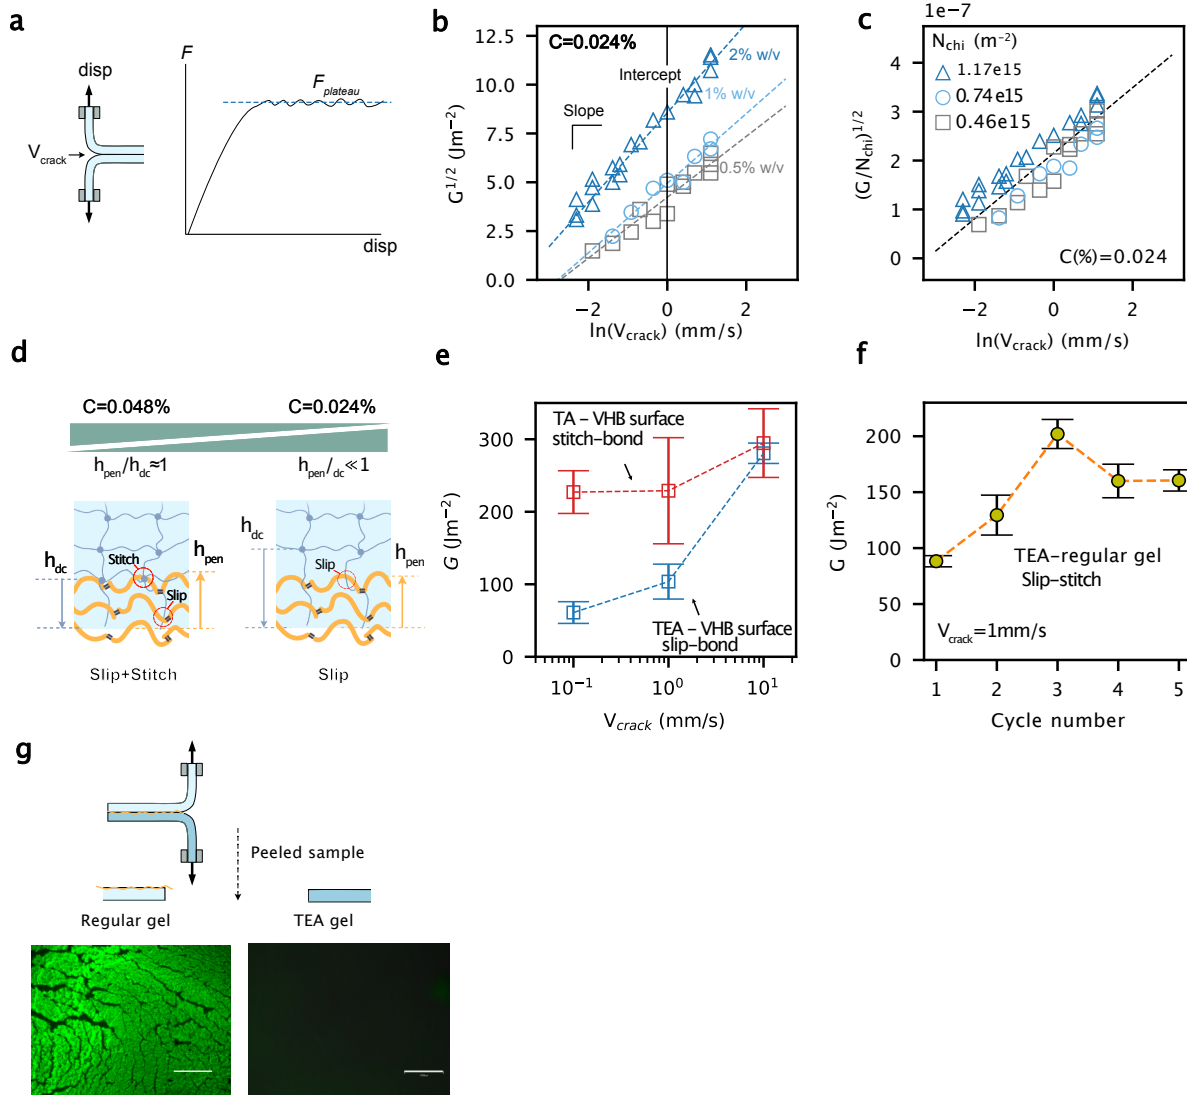 a
disp
V_crack
F
F_plateau
disp
b
C=0.024%
12.5
10.0
7.5
5.0
2.5
0.0
G^1/2 (Jm^−2)
Slope
Intercept
2% w/v
1% w/v
0.5% w/v
−2
0
2
ln(V_crack) (mm/s)
c
1e-7
N_chi (m^−2)
1.17e15
0.74e15
0.46e15
4
3
2
1
0
(G/N_chi)^1/2
C(%)=0.024
−2
0
2
ln(V_crack) (mm/s)
d
C=0.048%
C=0.024%
h_pen/h_dc≈1
h_pen/_dc≪1
h_dc
Stitch
Slip
h_pen
h_dc
Slip
h_pen
Slip+Stitch
Slip
e
300
200
100
0
G (Jm^−2)
TA – VHB surface
stitch–bond
TEA – VHB surface
slip–bond
10^−1
10^0
10^1
V_crack (mm/s)
f
200
150
100
50
0
G (Jm^−2)
TEA–regular gel
Slip–stitch
V_crack=1mm/s
1
2
3
4
5
Cycle number
g
Peeled sample
Regular gel
TEA gel